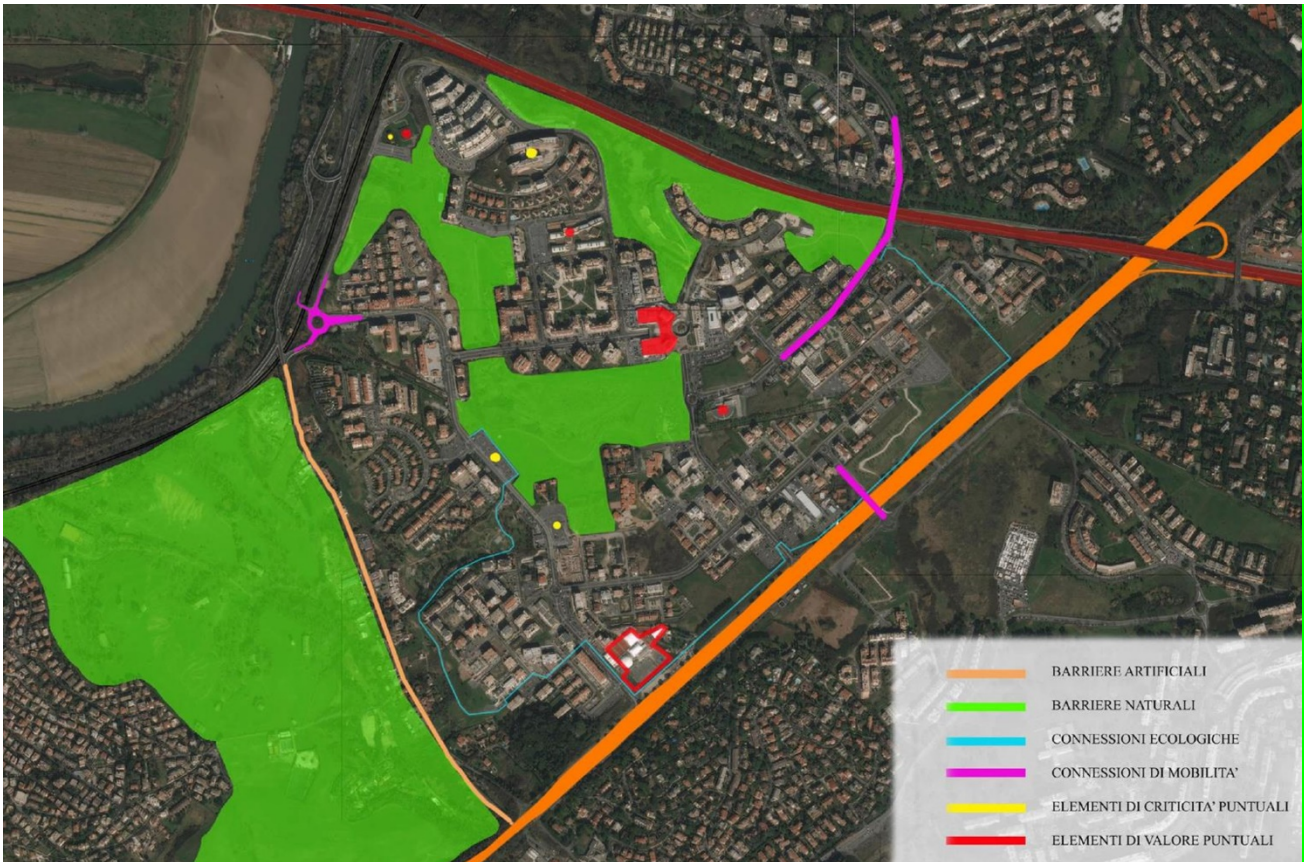 BARRIERE ARTIFICIALI
BARRIERE NATURALI
CONNESSIONI ECOLOGICHE
CONNESSIONI DI MOBILITA'
ELEMENTI DI CRITICITA' PUNTUALI
ELEMENTI DI VALORE PUNTUALI